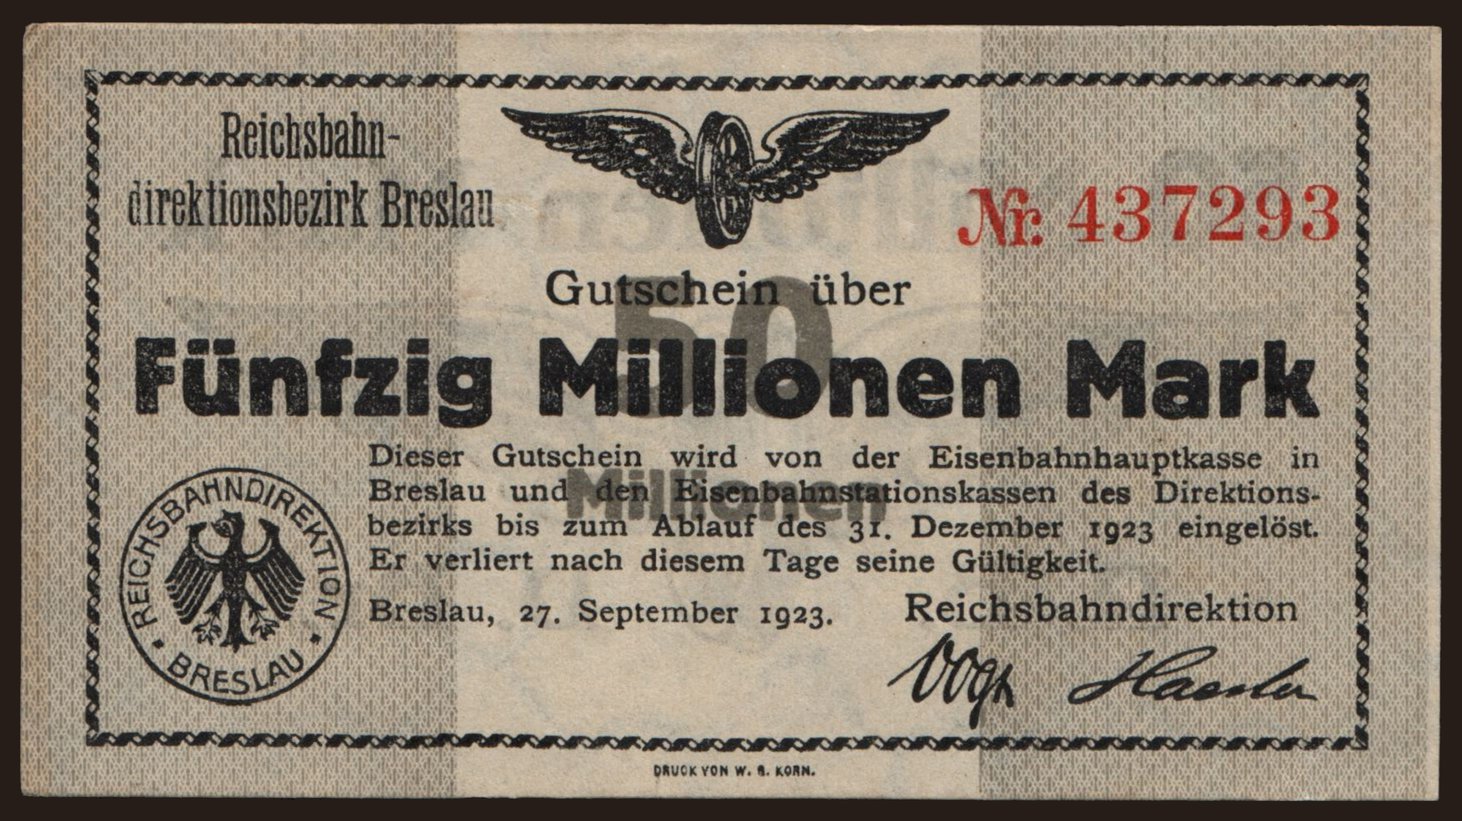 Reichsbahn-
direktionsbezirk Breslau
Nr. 437293
Gutschein über
50
Fünfzig Millionen Mark
Millionen
Dieser Gutschein wird von der Eisenbahnhauptkasse in
Breslau und den Eisenbahnstationskassen des Direktions-
bezirks bis zum Ablauf des 31. Dezember 1923 eingelöst.
Er verliert nach diesem Tage seine Gültigkeit.
Breslau, 27. September 1923.
Reichsbahndirektion
REICHSBAHNDIREKTION
BRESLAU
DRUCK VON W. G. KORN.